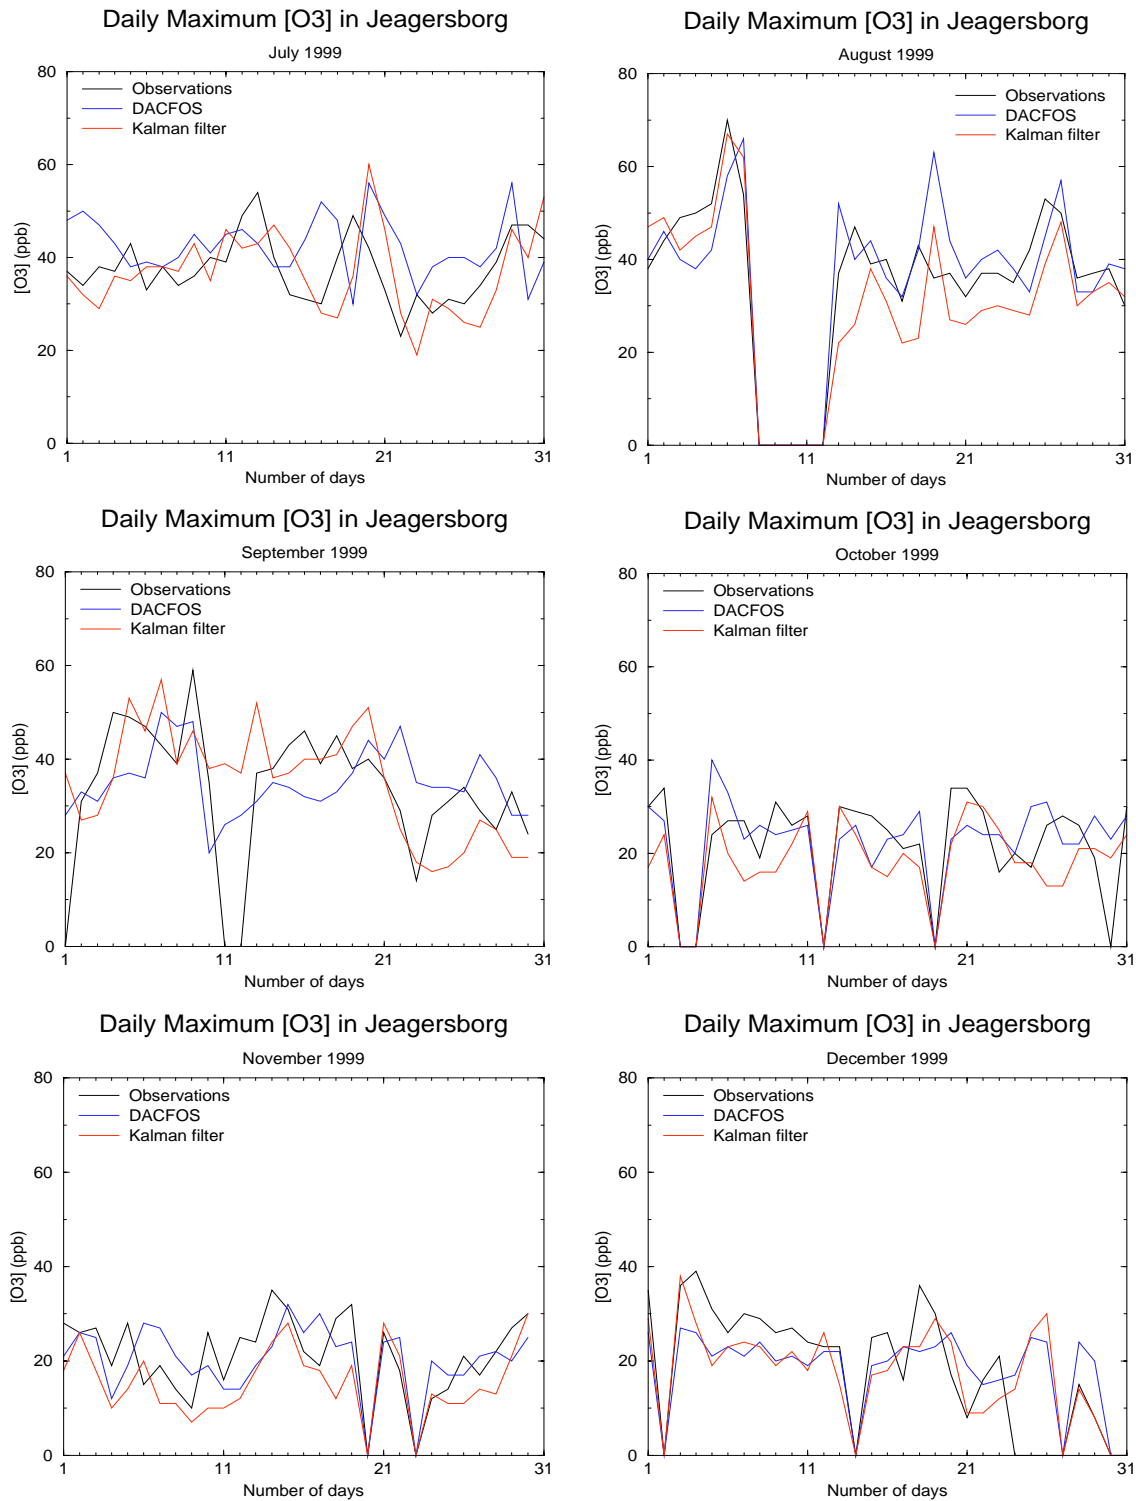 Daily Maximum [O3] in Jeagersborg
July 1999
80
60
40
20
0
[O3] (ppb)
Observations
DACFOS
Kalman filter
1 11 21 31
Number of days
Daily Maximum [O3] in Jeagersborg
August 1999
80
60
40
20
0
[O3] (ppb)
Observations
DACFOS
Kalman filter
1 11 21 31
Number of days
Daily Maximum [O3] in Jeagersborg
September 1999
80
60
40
20
0
[O3] (ppb)
Observations
DACFOS
Kalman filter
1 11 21 31
Number of days
Daily Maximum [O3] in Jeagersborg
October 1999
80
60
40
20
0
[O3] (ppb)
Observations
DACFOS
Kalman filter
1 11 21 31
Number of days
Daily Maximum [O3] in Jeagersborg
November 1999
80
60
40
20
0
[O3] (ppb)
Observations
DACFOS
Kalman filter
1 11 21 31
Number of days
Daily Maximum [O3] in Jeagersborg
December 1999
80
60
40
20
0
[O3] (ppb)
Observations
DACFOS
Kalman filter
1 11 21 31
Number of days